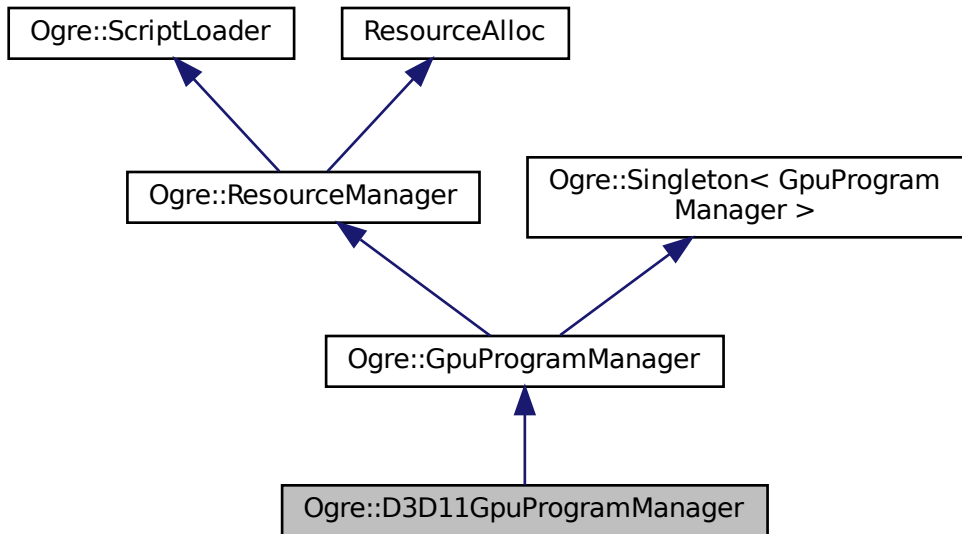 Ogre::ScriptLoader
ResourceAlloc
Ogre::ResourceManager
Ogre::Singleton< GpuProgram
Manager >
Ogre::GpuProgramManager
Ogre::D3D11GpuProgramManager